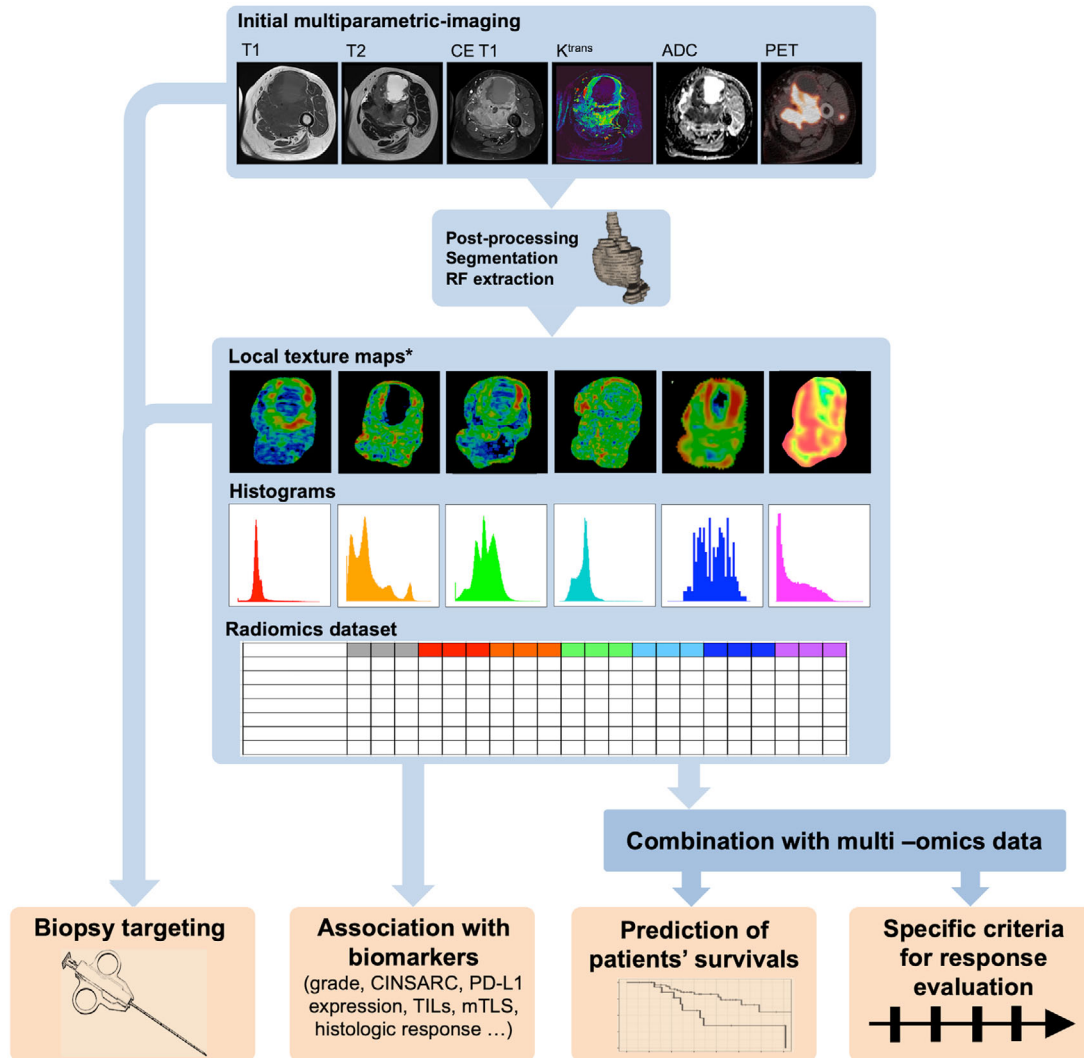 Initial multiparametric-imaging
T1 T2 CE T1 Ktrans ADC PET
Post-processing
Segmentation
RF extraction
Local texture maps*
Histograms
Radiomics dataset
Combination with multi –omics data
Biopsy targeting
Association with
biomarkers
(grade, CINSARC, PD-L1
expression, TILs, mTLS,
histologic response ...)
Prediction of
patients’ survivals
Specific criteria
for response
evaluation